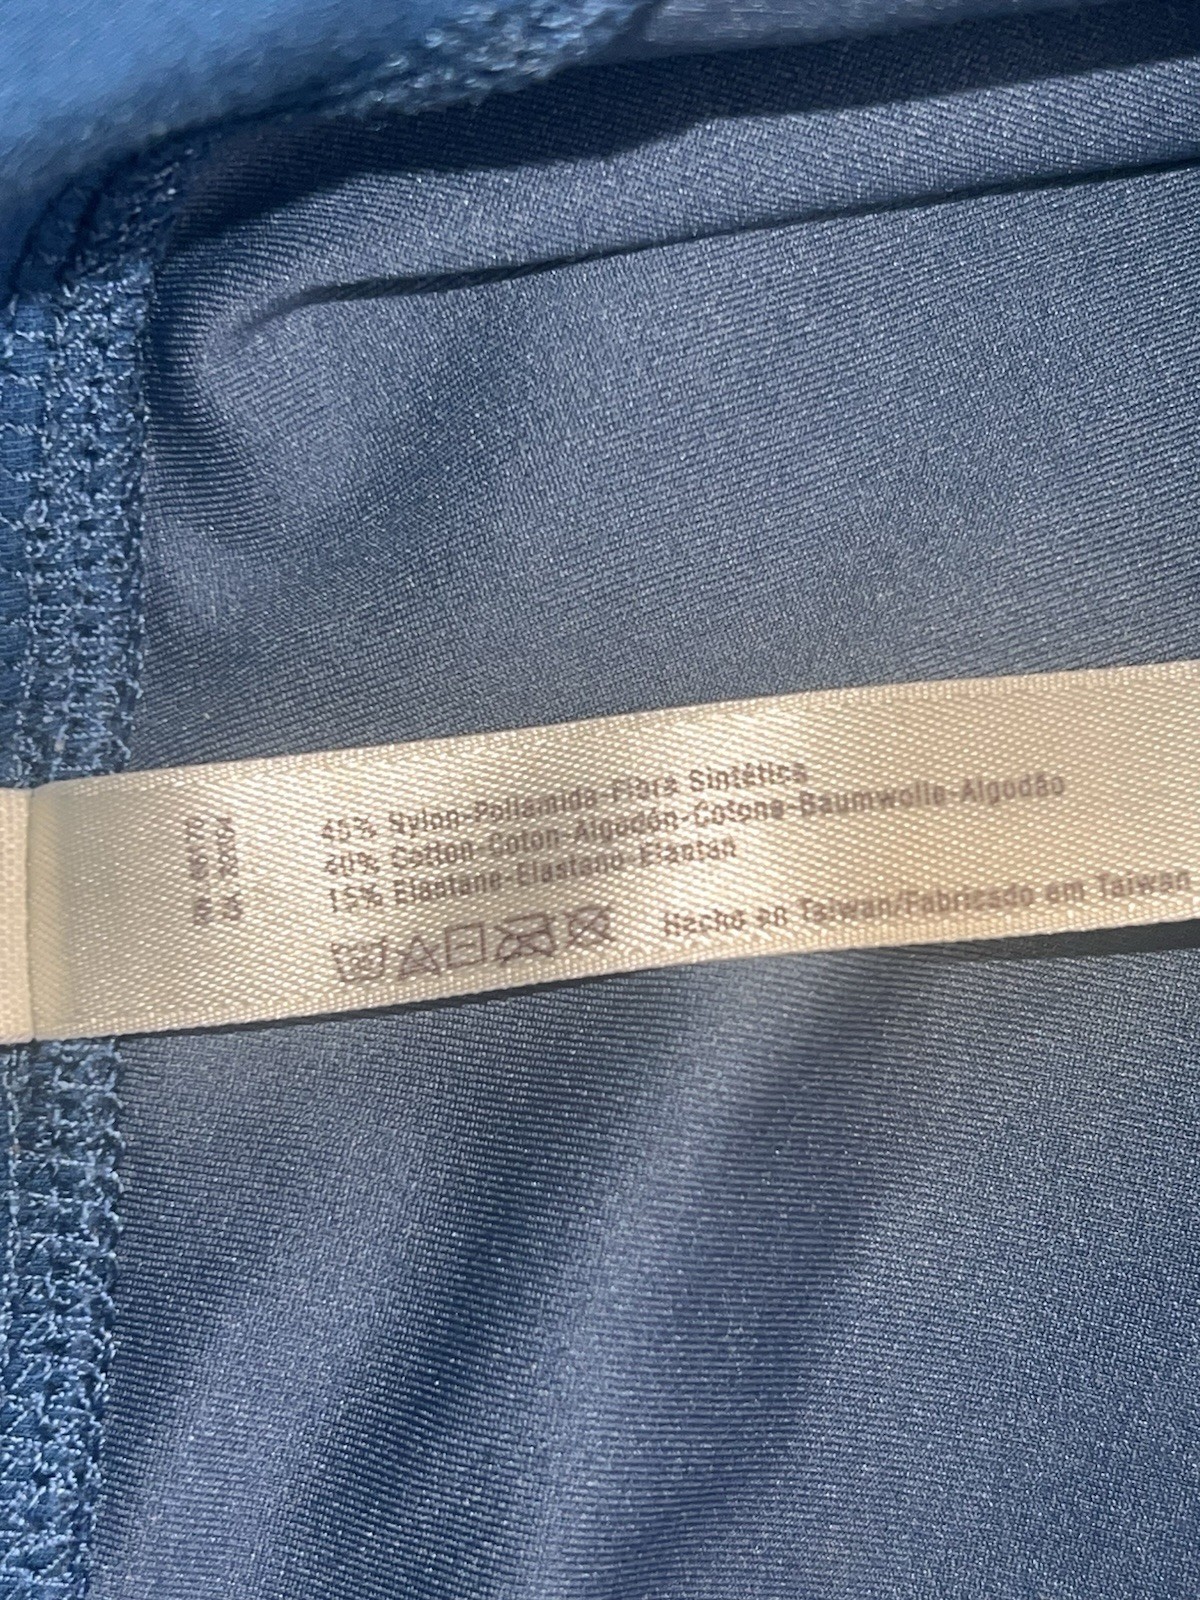 45% Nylon-Poliamida-Fibra Sintética
40% Cotton-Coton-Algodón-Cotone-Baumwolle-Algodão
15% Elastane-Elastano-Elastan
Hecho en Taiwan/Fabricado em Taiwan